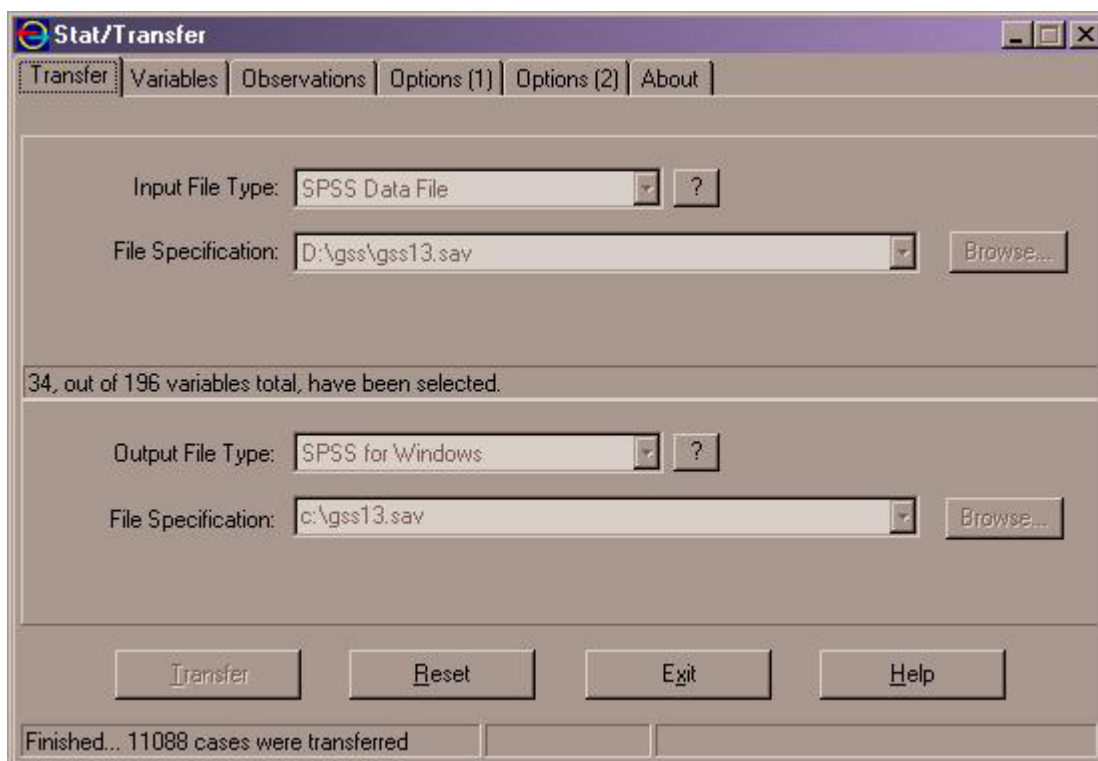 Stat/Transfer
Transfer Variables Observations Options (1) Options (2) About
Input File Type: SPSS Data File ?
File Specification: D:\gss\gss13.sav Browse...
34, out of 196 variables total, have been selected.
Output File Type: SPSS for Windows ?
File Specification: c:\gss13.sav Browse...
Transfer Reset Exit Help
Finished... 11088 cases were transferred